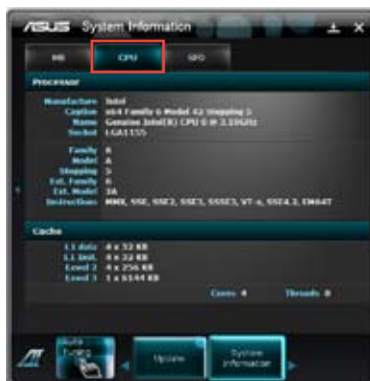 ASUS System Information
MB CPU SPD
Processor
Manufacture Intel
Caption x64 Family 6 Model 42 Stepping 5
Name Genuine Intel(R) CPU 0 @ 3.10GHz
Socket LGA1155
Family 6
Model A
Stepping 5
Ext. Family 6
Ext. Model 2A
Instructions MMX, SSE, SSE2, SSE3, SSSE3, VT-x, SSE4.2, EM64T
Cache
L1 data 4 x 32 KB
L1 Inst. 4 x 32 KB
Level 2 4 x 256 KB
Level 3 1 x 6144 KB
Cores 4 Threads 8
Auto
Tuning
Update
System
Information